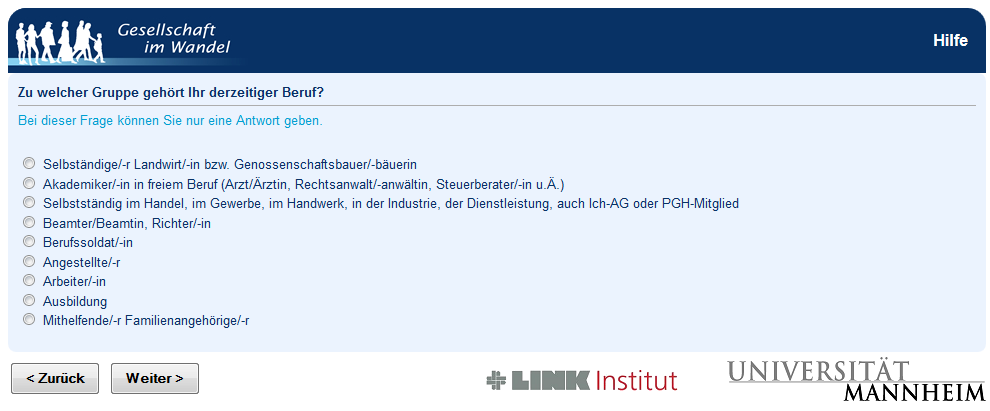 Gesellschaft
im Wandel
Hilfe
Zu welcher Gruppe gehört Ihr derzeitiger Beruf?
Bei dieser Frage können Sie nur eine Antwort geben.
Selbständige/-r Landwirt/-in bzw. Genossenschaftsbauer/-bäuerin
Akademiker/-in in freiem Beruf (Arzt/Ärztin, Rechtsanwalt/-anwältin, Steuerberater/-in u.Ä.)
Selbstständig im Handel, im Gewerbe, im Handwerk, in der Industrie, der Dienstleistung, auch Ich-AG oder PGH-Mitglied
Beamter/Beamtin, Richter/-in
Berufssoldat/-in
Angestellte/-r
Arbeiter/-in
Ausbildung
Mithelfende/-r Familienangehörige/-r
< Zurück Weiter >
LINK Institut
UNIVERSITÄT
MANNHEIM